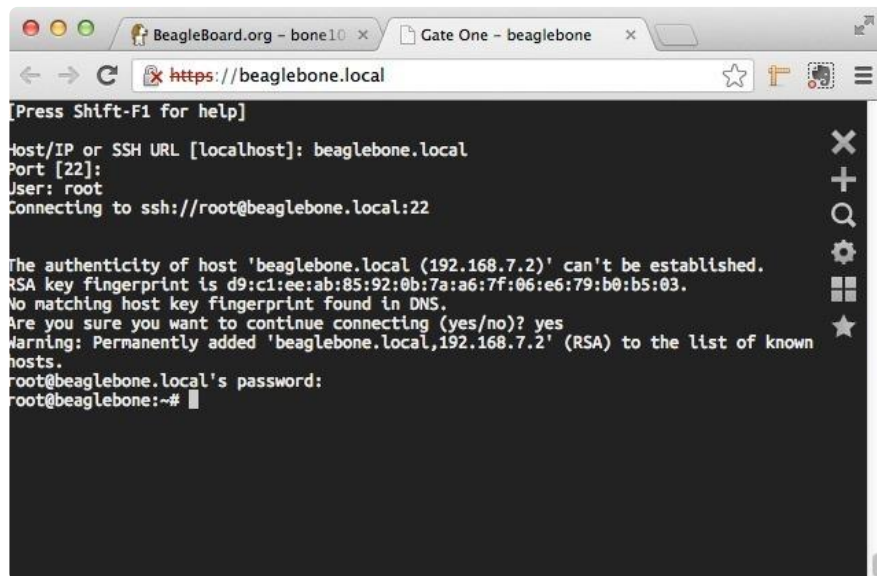 BeagleBoard.org – bone10
Gate One – beaglebone
https://beaglebone.local
[Press Shift-F1 for help]
Host/IP or SSH URL [localhost]: beaglebone.local
Port [22]:
User: root
Connecting to ssh://root@beaglebone.local:22
The authenticity of host 'beaglebone.local (192.168.7.2)' can't be established.
RSA key fingerprint is d9:c1:ee:ab:85:92:0b:7a:a6:7f:06:e6:79:b0:b5:03.
No matching host key fingerprint found in DNS.
Are you sure you want to continue connecting (yes/no)? yes
Warning: Permanently added 'beaglebone.local,192.168.7.2' (RSA) to the list of known
hosts.
root@beaglebone.local's password:
root@beaglebone:~#